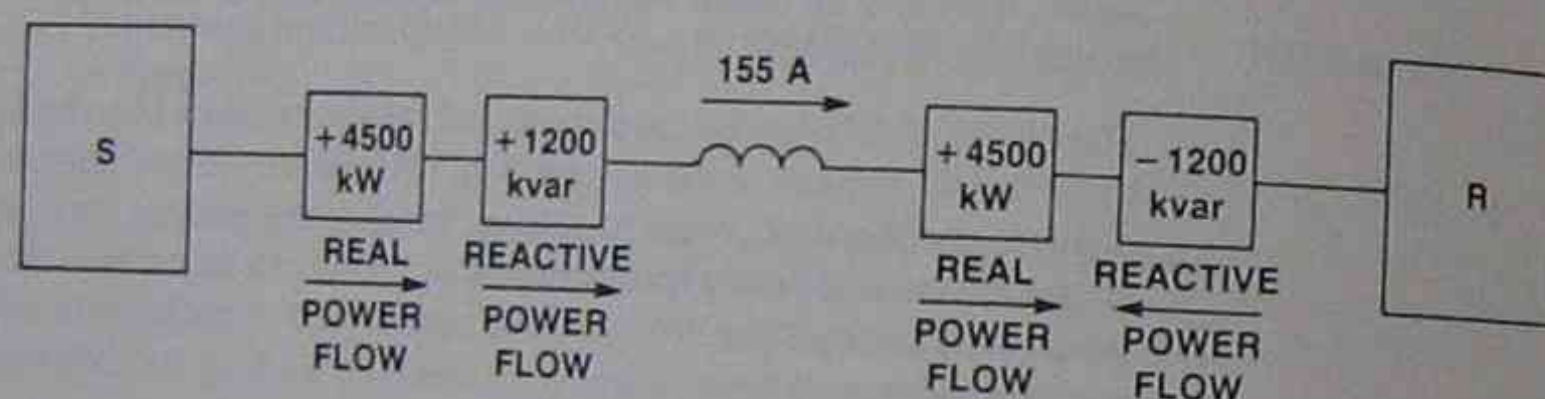 155 A
S
+4500
kW
+1200
kvar
+4500
kW
−1200
kvar
R
REAL
POWER
FLOW
REACTIVE
POWER
FLOW
REAL
POWER
FLOW
REACTIVE
POWER
FLOW